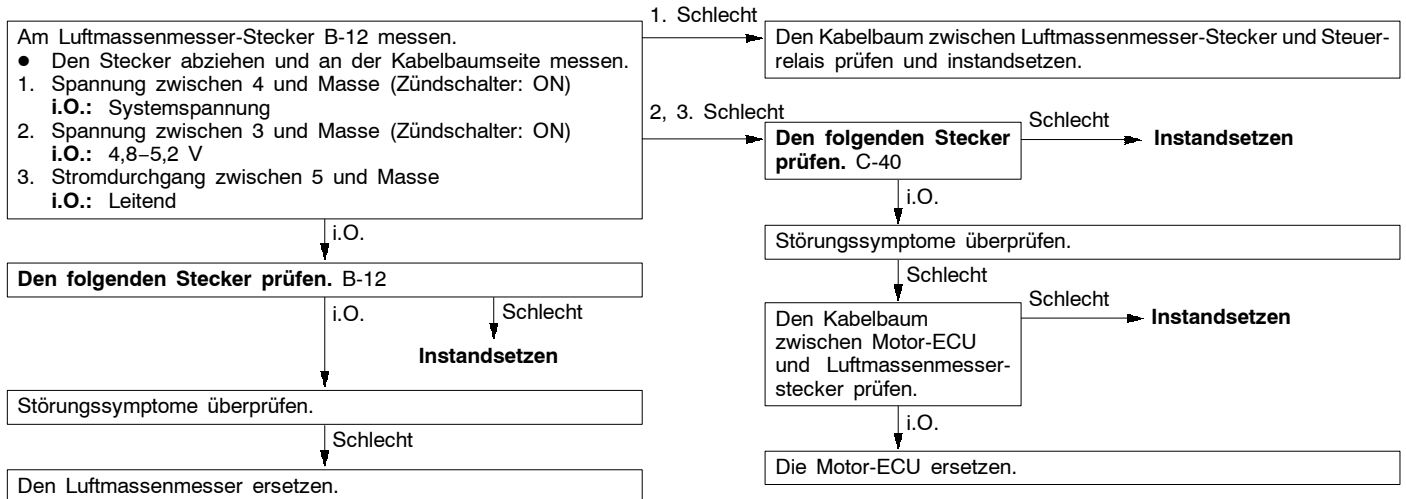 Am Luftmassenmesser-Stecker B-12 messen.
● Den Stecker abziehen und an der Kabelbaumseite messen.
1. Spannung zwischen 4 und Masse (Zündschalter: ON)
i.O.: Systemspannung
2. Spannung zwischen 3 und Masse (Zündschalter: ON)
i.O.: 4,8–5,2 V
3. Stromdurchgang zwischen 5 und Masse
i.O.: Leitend
1. Schlecht
Den Kabelbaum zwischen Luftmassenmesser-Stecker und Steuer-
relais prüfen und instandsetzen.
2, 3. Schlecht
Den folgenden Stecker
prüfen. C-40
Schlecht
Instandsetzen
i.O.
Störungssymptome überprüfen.
Schlecht
Den Kabelbaum
zwischen Motor-ECU
und Luftmassenmesser-
stecker prüfen.
Schlecht
Instandsetzen
i.O.
Die Motor-ECU ersetzen.
i.O.
Den folgenden Stecker prüfen. B-12
i.O.
Schlecht
Instandsetzen
Störungssymptome überprüfen.
Schlecht
Den Luftmassenmesser ersetzen.